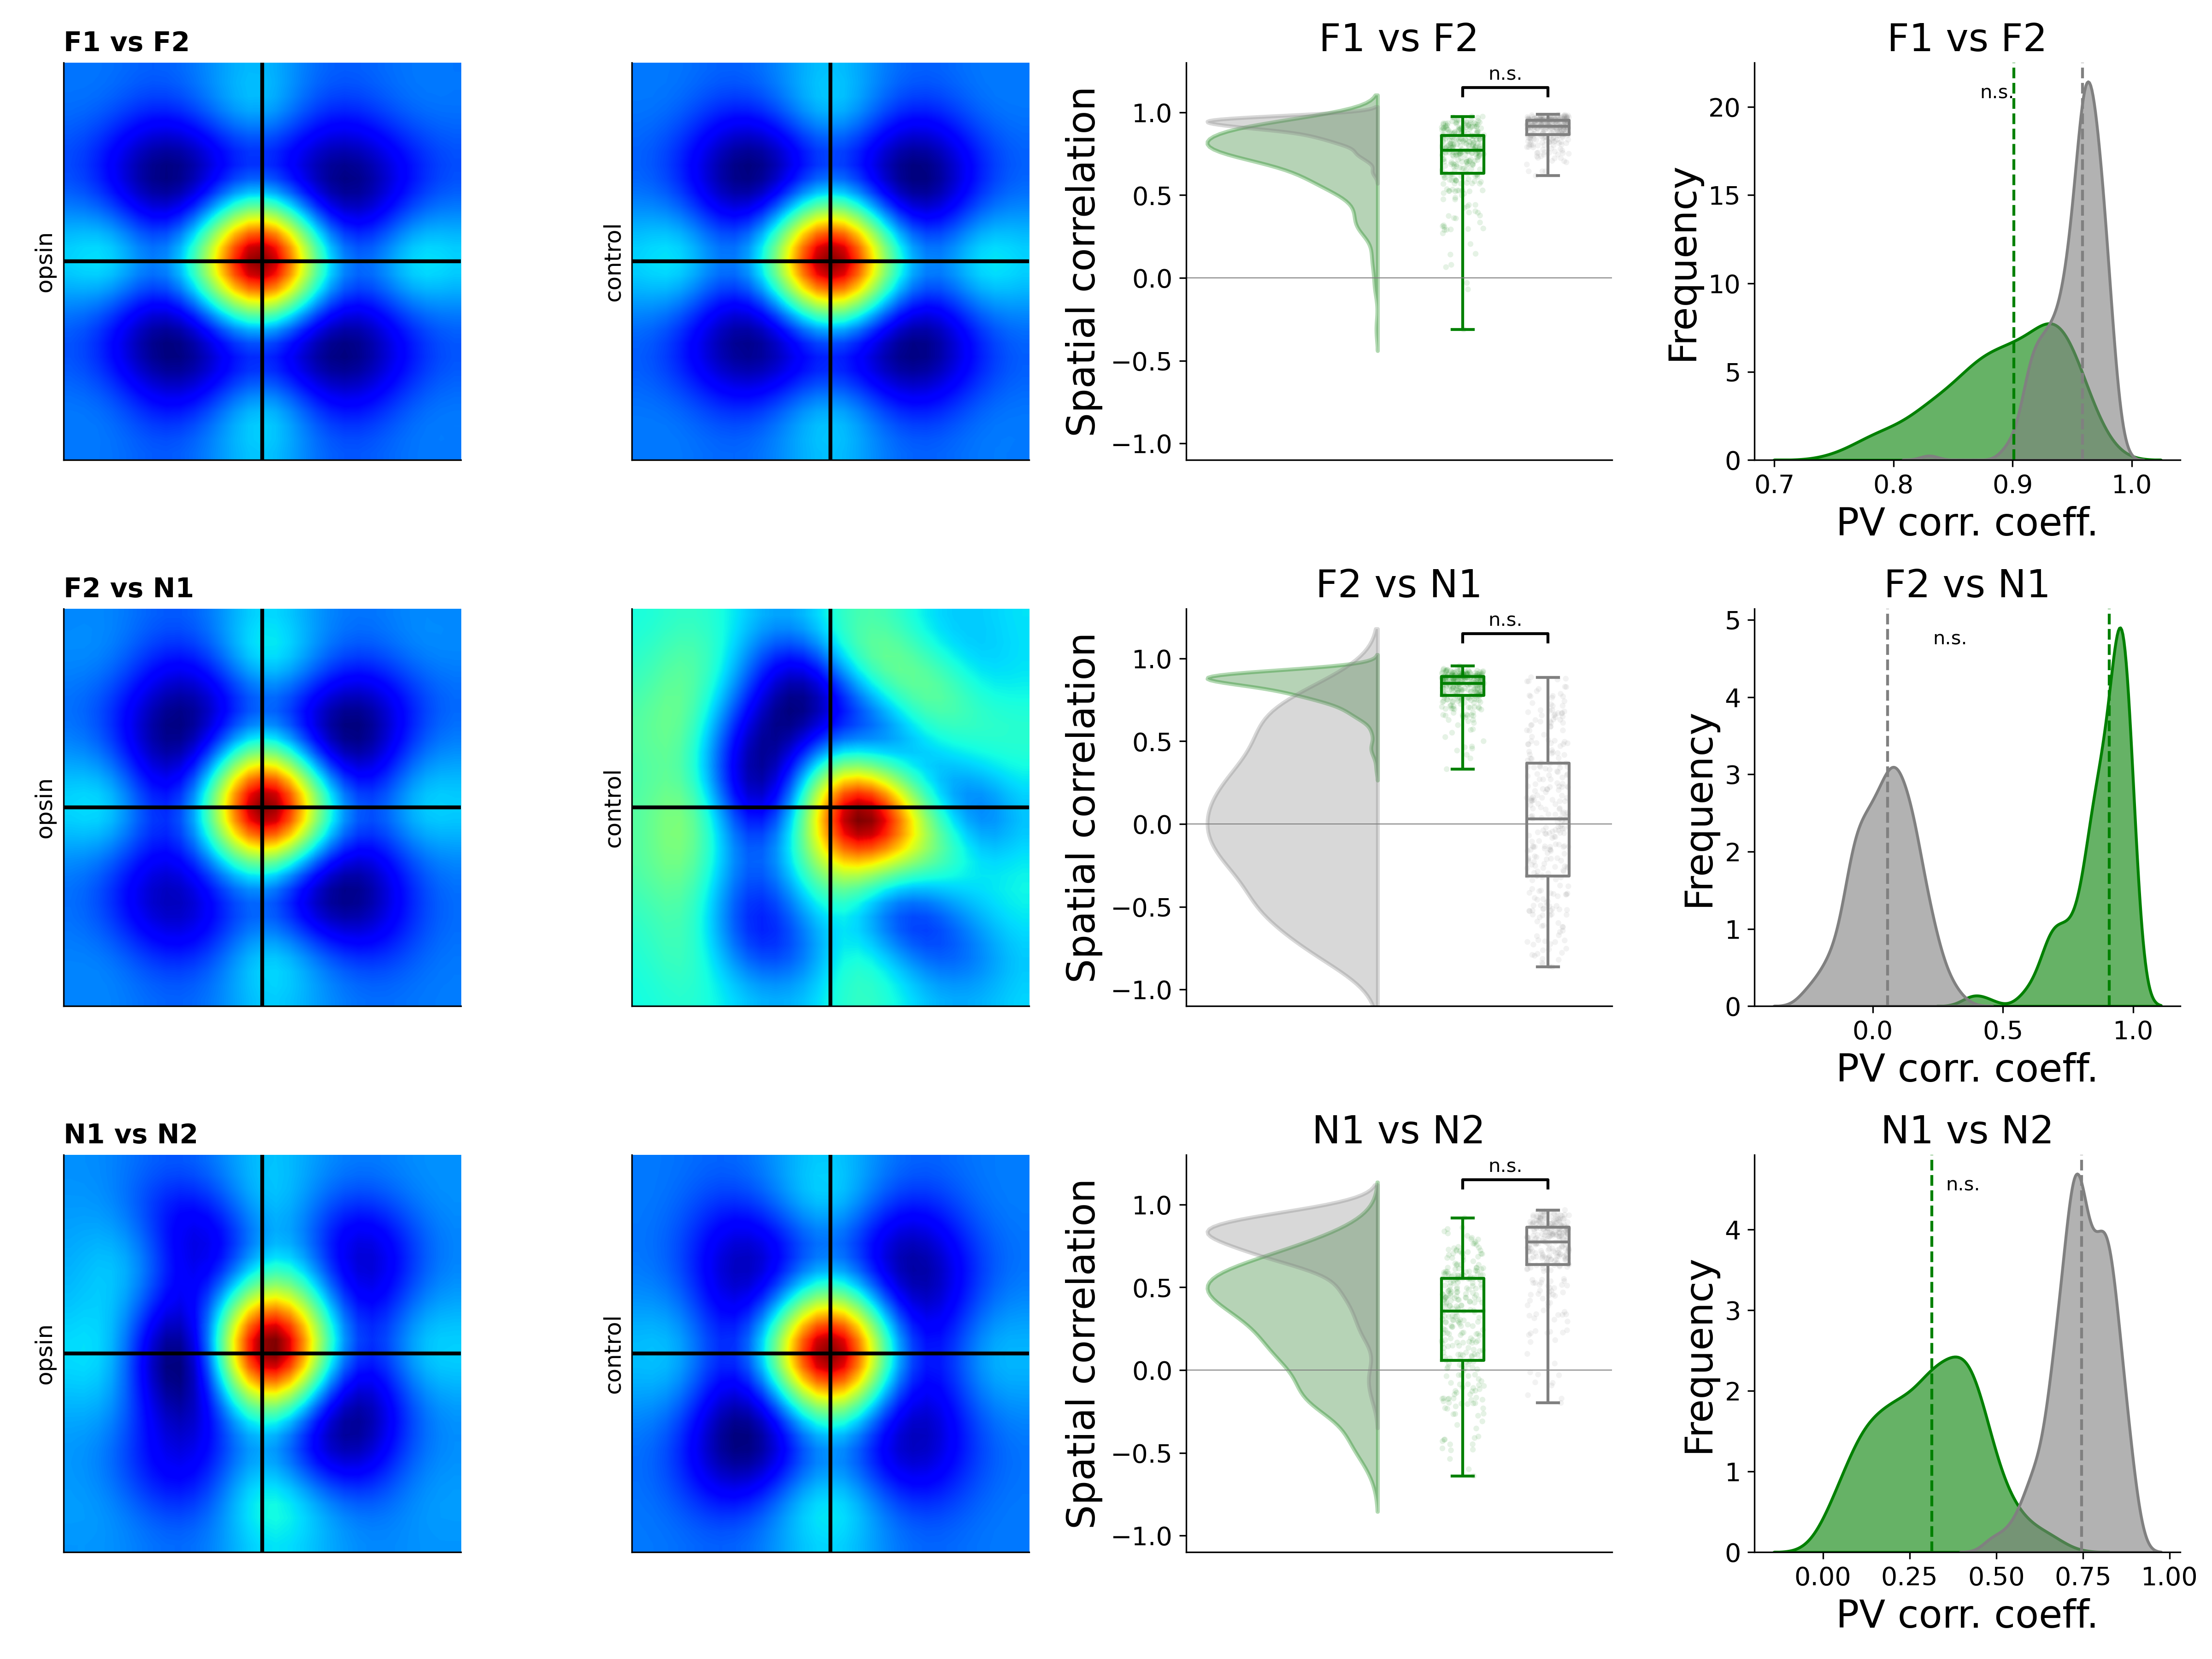 F1 vs F2
opsin
control
F1 vs F2
Spatial correlation
1.0
0.5
0.0
−0.5
−1.0
n.s.
F1 vs F2
Frequency
20
15
10
5
0
n.s.
0.7 0.8 0.9 1.0
PV corr. coeff.
F2 vs N1
opsin
control
F2 vs N1
Spatial correlation
1.0
0.5
0.0
−0.5
−1.0
n.s.
F2 vs N1
Frequency
5
4
3
2
1
0
n.s.
0.0 0.5 1.0
PV corr. coeff.
N1 vs N2
opsin
control
N1 vs N2
Spatial correlation
1.0
0.5
0.0
−0.5
−1.0
n.s.
N1 vs N2
Frequency
4
3
2
1
0
n.s.
0.00 0.25 0.50 0.75 1.00
PV corr. coeff.